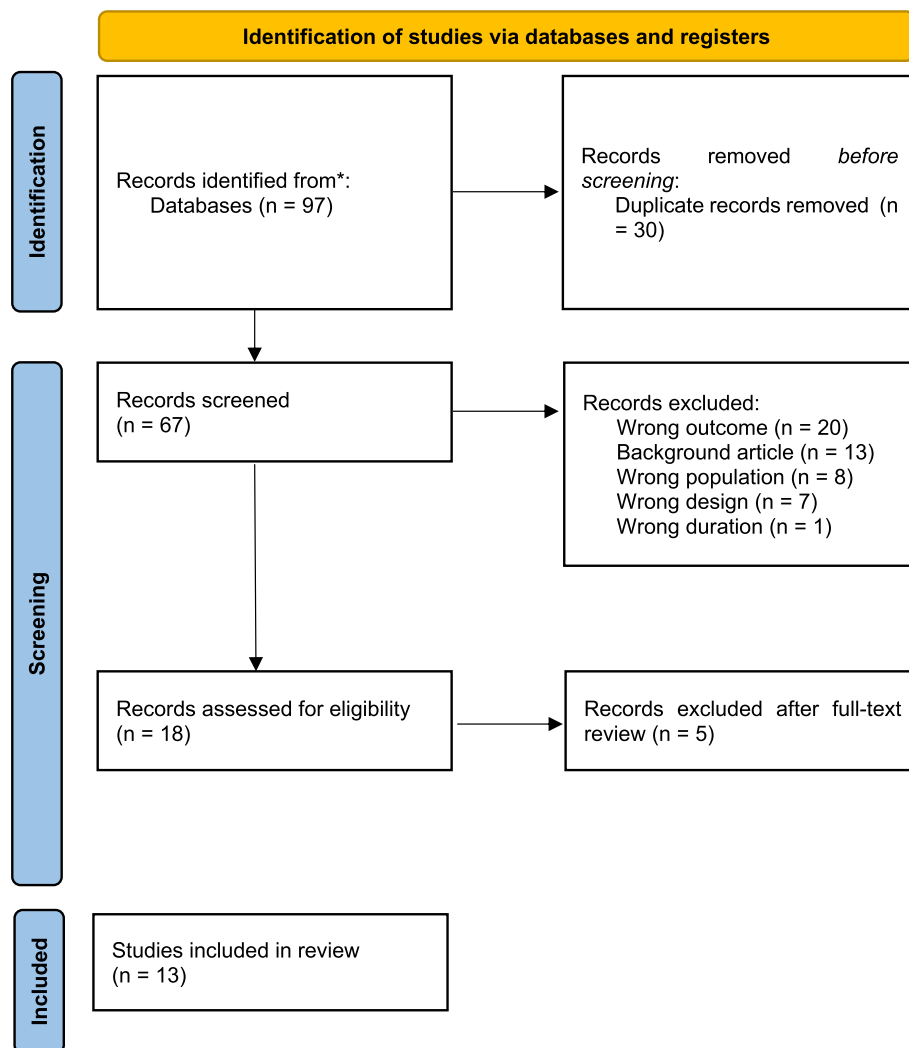 Identification of studies via databases and registers
Identification
Records identified from*:
Databases (n = 97)
Records removed before
screening:
Duplicate records removed (n
= 30)
Screening
Records screened
(n = 67)
Records excluded:
Wrong outcome (n = 20)
Background article (n = 13)
Wrong population (n = 8)
Wrong design (n = 7)
Wrong duration (n = 1)
Records assessed for eligibility
(n = 18)
Records excluded after full-text
review (n = 5)
Included
Studies included in review
(n = 13)